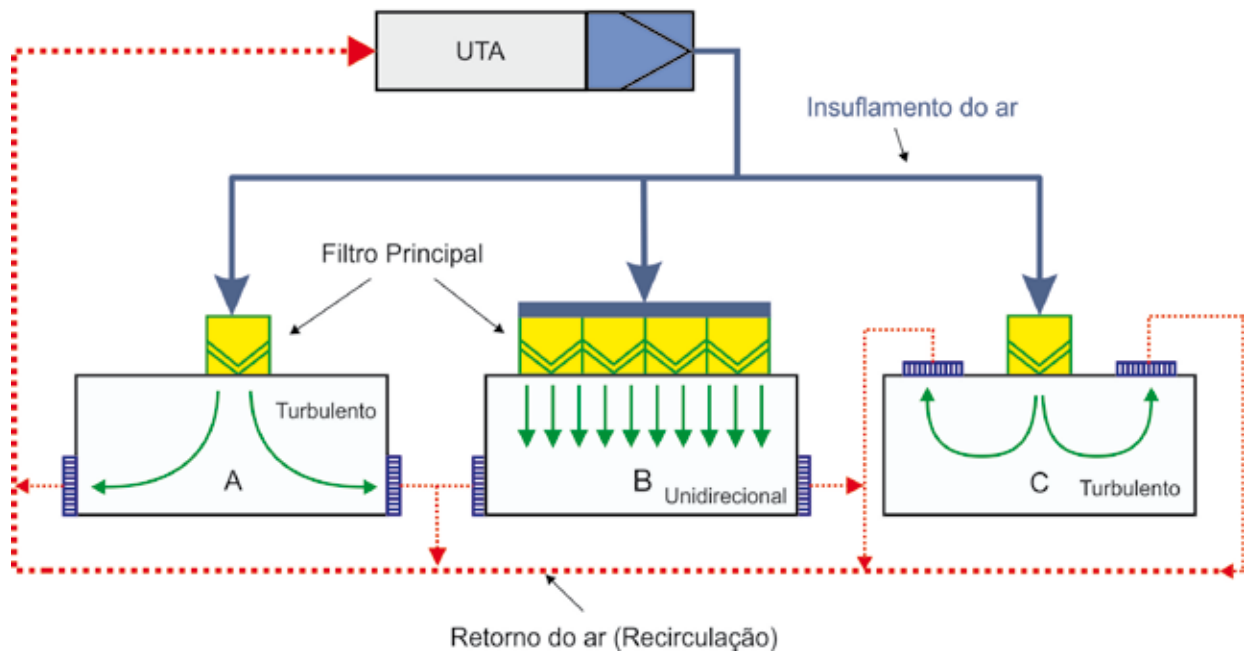 UTA
Insuflamento do ar
Filtro Principal
Turbulento
A
B
Unidirecional
C
Turbulento
Retorno do ar (Recirculação)